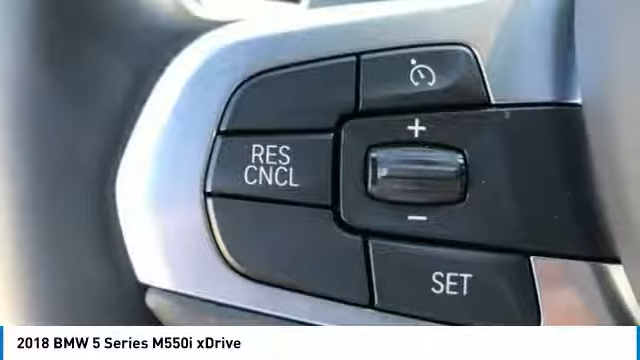 +
RES
CNCL
−
SET
2018 BMW 5 Series M550i xDrive